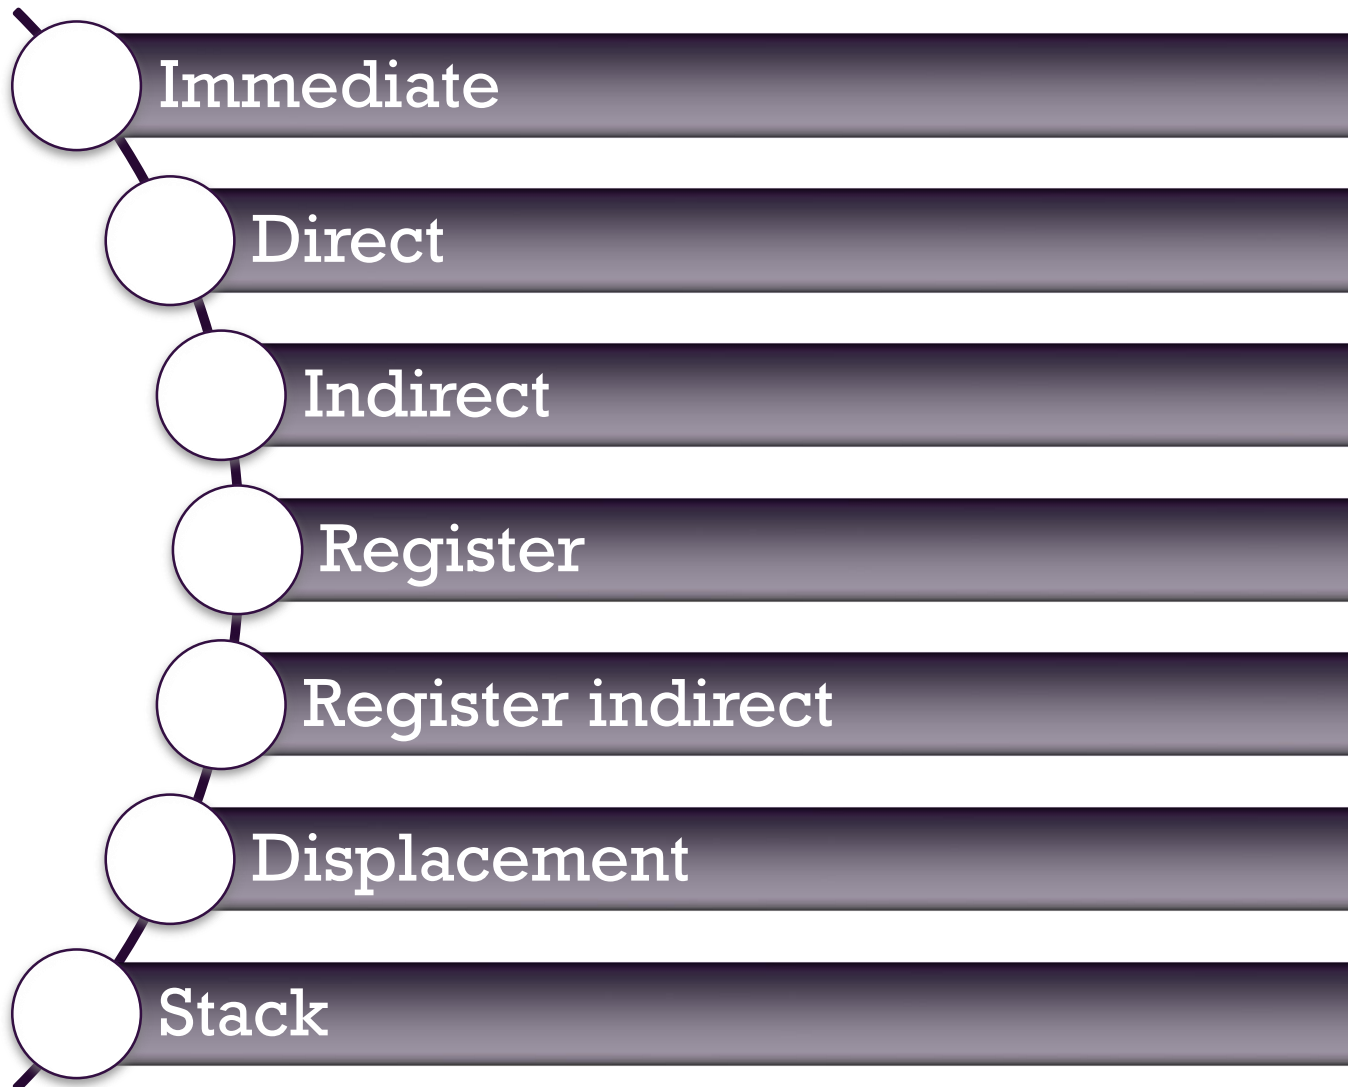 Immediate
Direct
Indirect
Register
Register indirect
Displacement
Stack